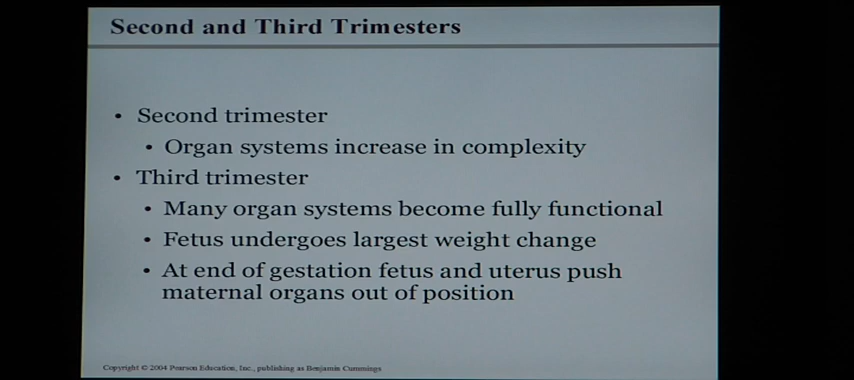 Second and Third Trimesters
• Second trimester
• Organ systems increase in complexity
• Third trimester
• Many organ systems become fully functional
• Fetus undergoes largest weight change
• At end of gestation fetus and uterus push
maternal organs out of position
Copyright © 2004 Pearson Education, Inc., publishing as Benjamin Cummings